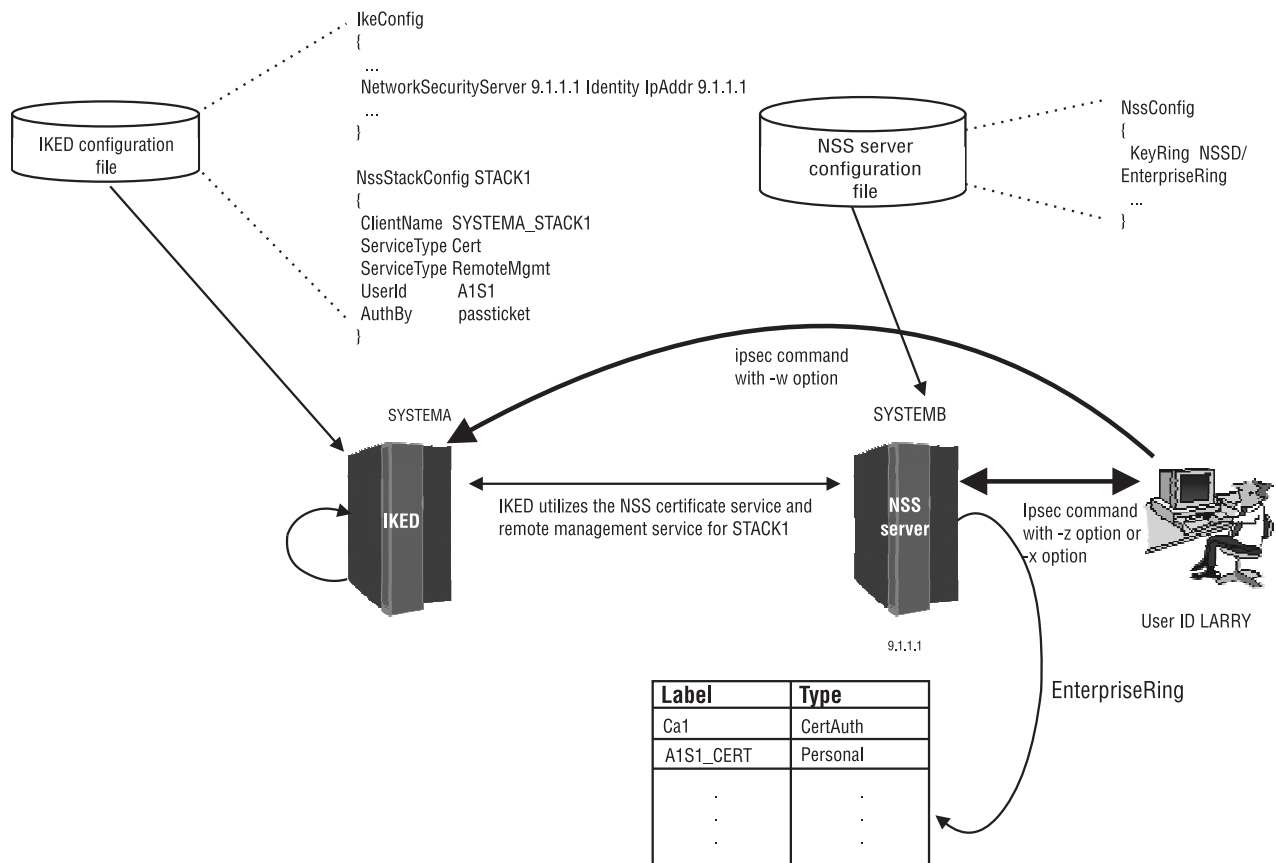 IkeConfig
{
...
NetworkSecurityServer 9.1.1.1 Identity IpAddr 9.1.1.1
...
}
NssStackConfig STACK1
{
ClientName SYSTEMA_STACK1
ServiceType Cert
ServiceType RemoteMgmt
UserId A1S1
AuthBy passticket
}
IKED configuration
file
NSS server
configuration
file
NssConfig
{
KeyRing NSSD/
EnterpriseRing
...
}
ipsec command
with -w option
SYSTEMA
IKED
IKED utilizes the NSS certificate service and
remote management service for STACK1
SYSTEMB
NSS
server
9.1.1.1
Ipsec command
with -z option or
-x option
User ID LARRY
EnterpriseRing
Label Type
Ca1 CertAuth
A1S1_CERT Personal
. .
. .
. .